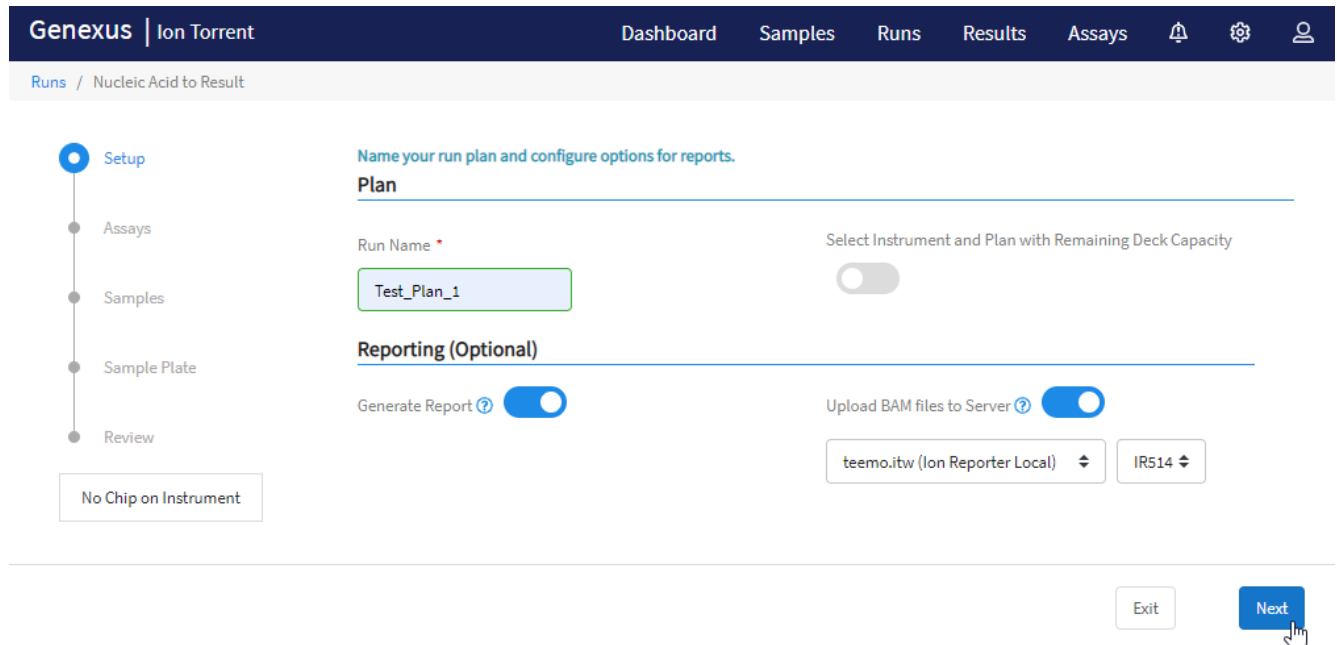 Genexus | Ion Torrent
Dashboard Samples Runs Results Assays
Runs / Nucleic Acid to Result
Setup
Assays
Samples
Sample Plate
Review
No Chip on Instrument
Name your run plan and configure options for reports.
Plan
Run Name *
Test_Plan_1
Select Instrument and Plan with Remaining Deck Capacity
Reporting (Optional)
Generate Report ?
Upload BAM files to Server ?
teemo.itw (Ion Reporter Local)
IR514
Exit
Next